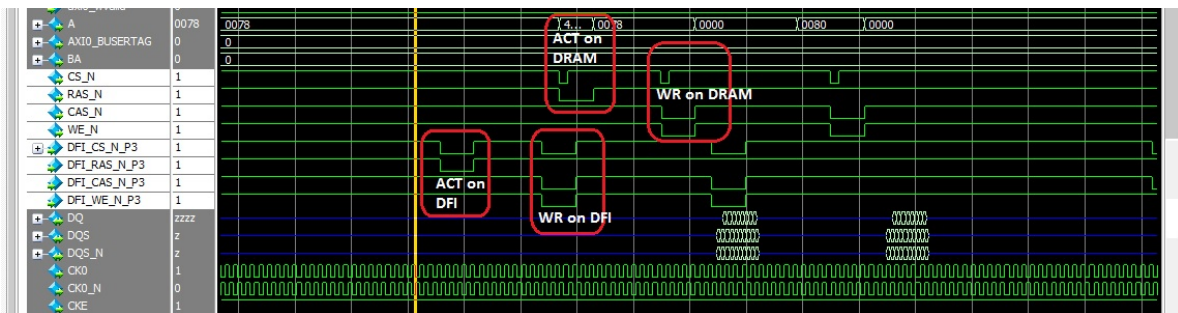 A 0078 0078 4... 0078 0000 0080 0000
AXI0_BUSERTAG 0 0
BA 0 0
ACT on
DRAM
CS_N 1
RAS_N 1
WR on DRAM
CAS_N 1
WE_N 1
DFI_CS_N_P3 1
DFI_RAS_N_P3 1
DFI_CAS_N_P3 1
ACT on
DFI
DFI_WE_N_P3 1
WR on DFI
DQ zzzz
DQS z
DQS_N z
CK0 1
CK0_N 0
CKE 1